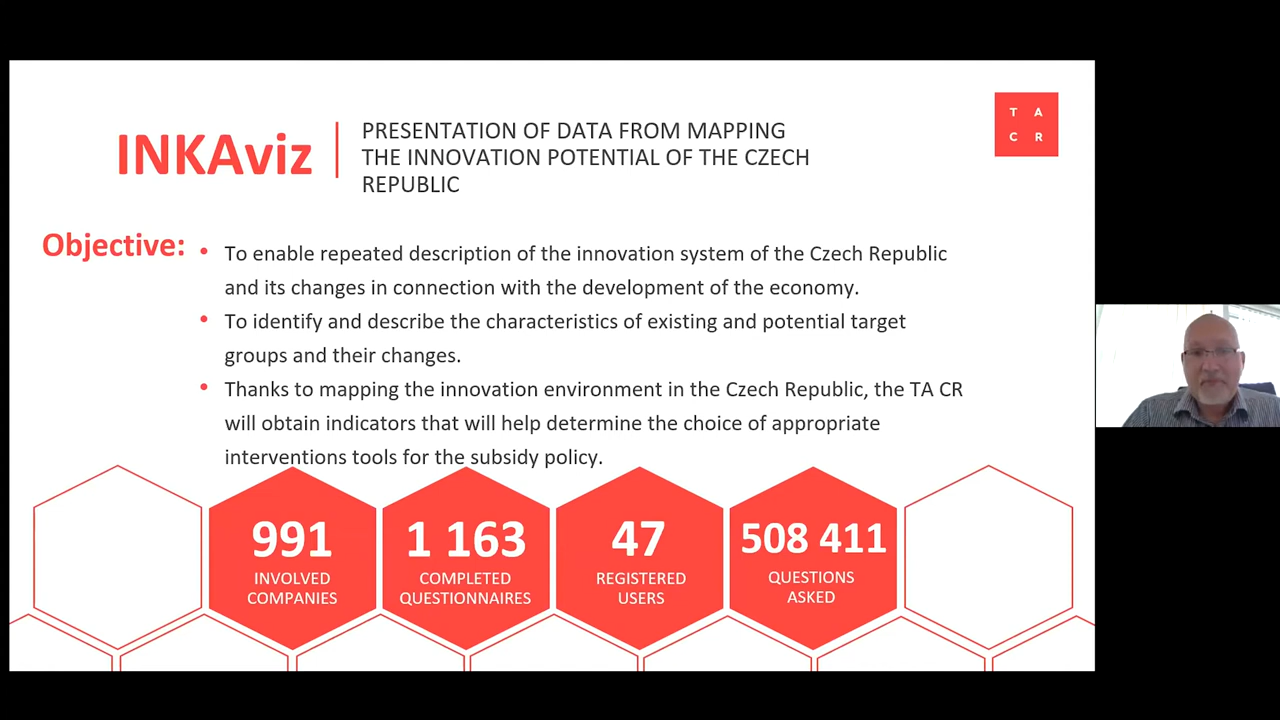 INKAviz
PRESENTATION OF DATA FROM MAPPING
THE INNOVATION POTENTIAL OF THE CZECH
REPUBLIC
T A
C R
Objective:
• To enable repeated description of the innovation system of the Czech Republic
and its changes in connection with the development of the economy.
• To identify and describe the characteristics of existing and potential target
groups and their changes.
• Thanks to mapping the innovation environment in the Czech Republic, the TA CR
will obtain indicators that will help determine the choice of appropriate
interventions tools for the subsidy policy.
991
INVOLVED
COMPANIES
1 163
COMPLETED
QUESTIONNAIRES
47
REGISTERED
USERS
508 411
QUESTIONS
ASKED